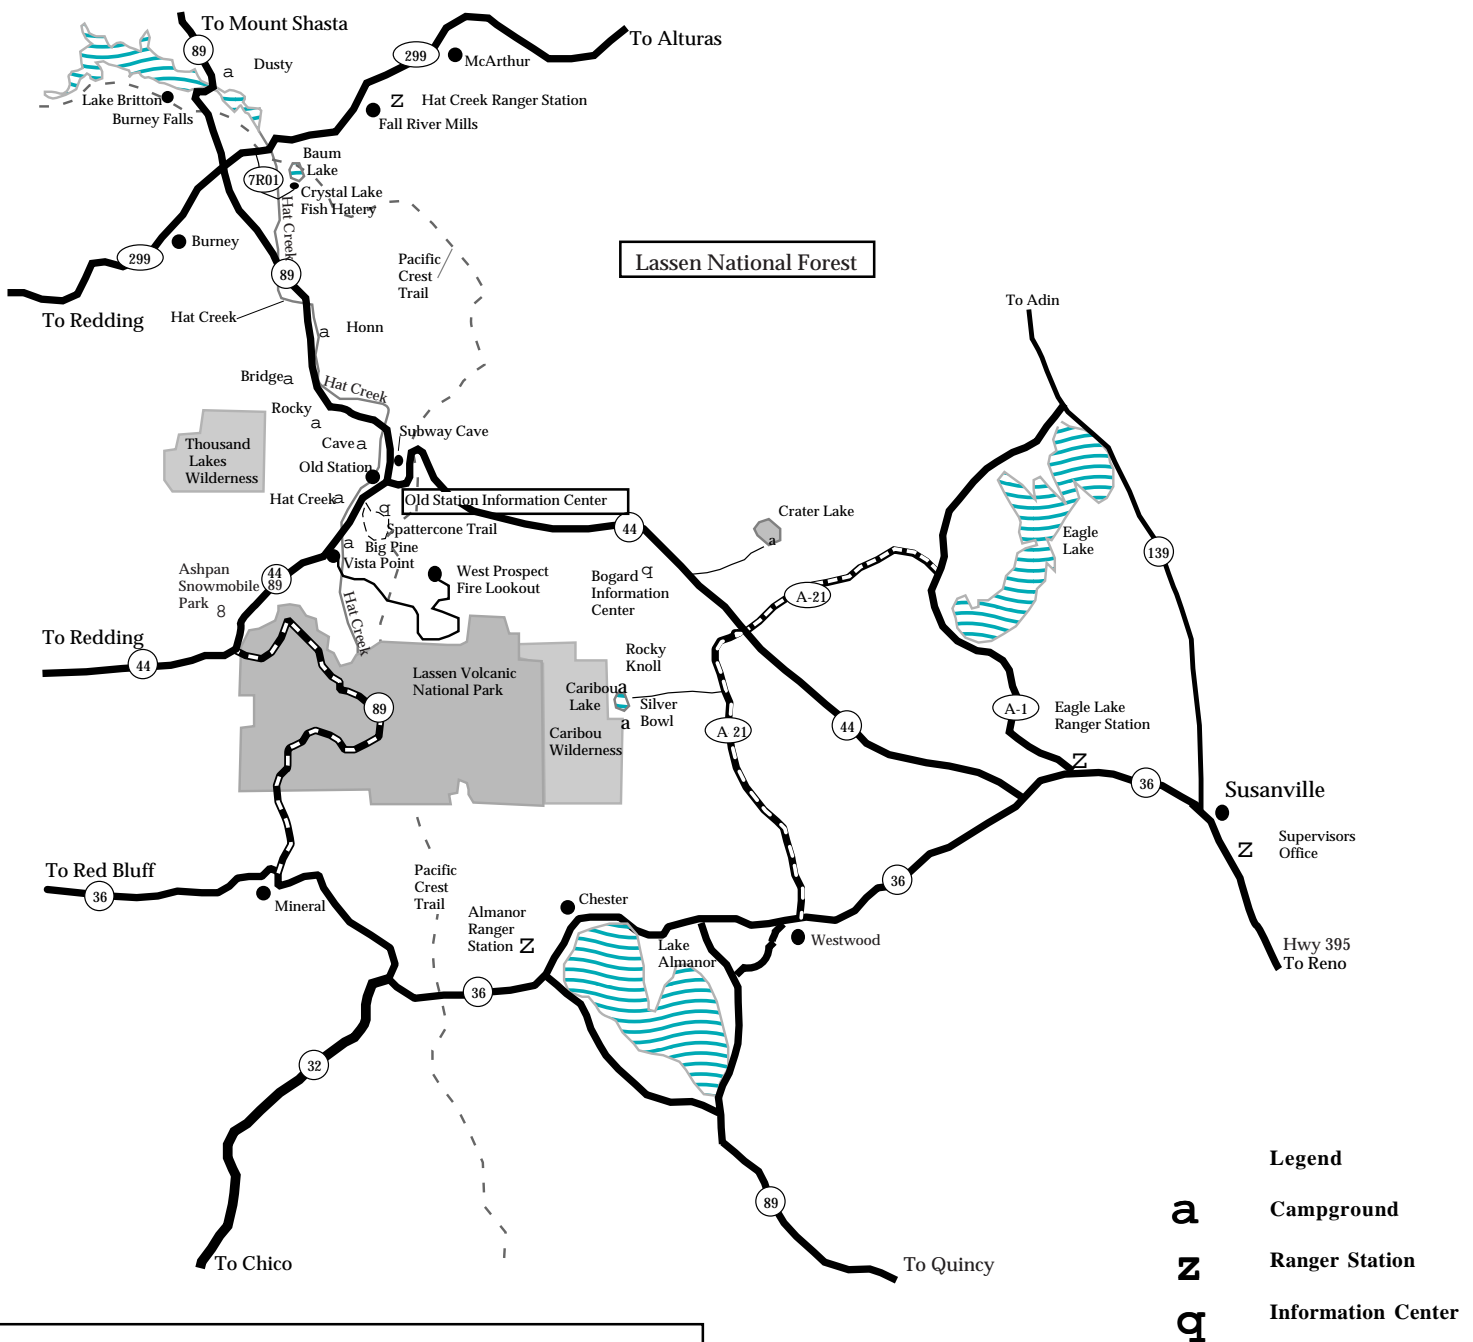 To Mount Shasta
89
a
Dusty
299
McArthur
To Alturas
Lake Britton
Burney Falls
z
Hat Creek Ranger Station
Fall River Mills
Baum
Lake
7R01
Crystal Lake
Fish Hatery
Hat Creek
Burney
299
89
Pacific
Crest
Trail
Lassen National Forest
To Redding
Hat Creek
a
Honn
To Adin
Bridge a
Hat Creek
Rocky
a
Thousand
Lakes
Wilderness
Cave a
Subway Cave
Old Station
Hat Creek a
Old Station Information Center
q
Spattercone Trail
a
Big Pine
Vista Point
44
Crater Lake
a
Eagle
Lake
139
Ashpan
Snowmobile
Park 8
44
89
West Prospect
Fire Lookout
Bogard q
Information
Center
A-21
Hat Creek
To Redding
44
Lassen Volcanic
National Park
89
Rocky
Knoll
Caribou
Lake
a
Silver
Bowl
a
Caribou
Wilderness
A 21
44
A-1
Eagle Lake
Ranger Station
z
36
Susanville
z
Supervisors
Office
To Red Bluff
36
Mineral
Pacific
Crest
Trail
Almanor
Ranger
Station z
Chester
36
Lake
Almanor
Westwood
Hwy 395
To Reno
36
32
89
To Chico
To Quincy
Legend
a Campground
z Ranger Station
q Information Center